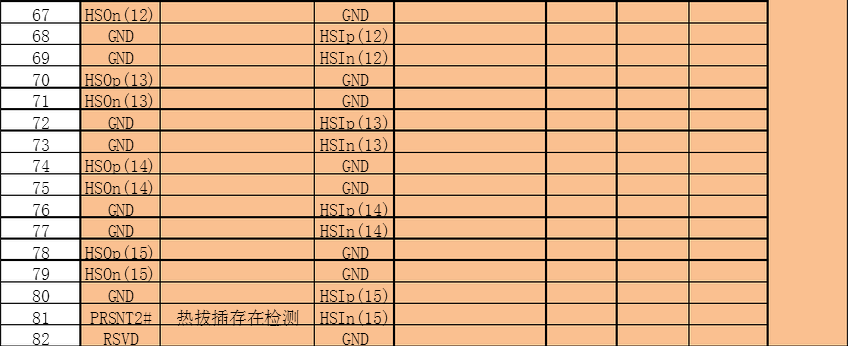 67 HSOn(12) GND
68 GND HSIp(12)
69 GND HSIn(12)
70 HSOp(13) GND
71 HSOn(13) GND
72 GND HSIp(13)
73 GND HSIn(13)
74 HSOp(14) GND
75 HSOn(14) GND
76 GND HSIp(14)
77 GND HSIn(14)
78 HSOp(15) GND
79 HSOn(15) GND
80 GND HSIp(15)
81 PRSNT2# 热拔插存在检测 HSIn(15)
82 RSVD GND